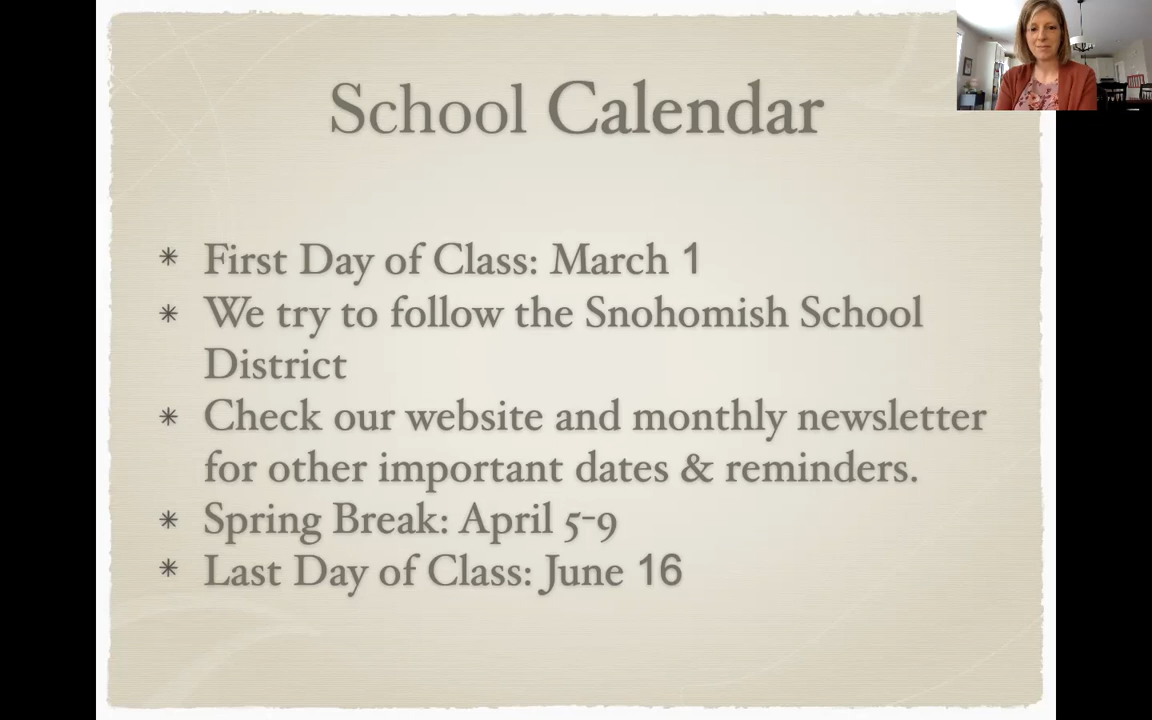 School Calendar
* First Day of Class: March 1
* We try to follow the Snohomish School
District
* Check our website and monthly newsletter
for other important dates & reminders.
* Spring Break: April 5-9
* Last Day of Class: June 16